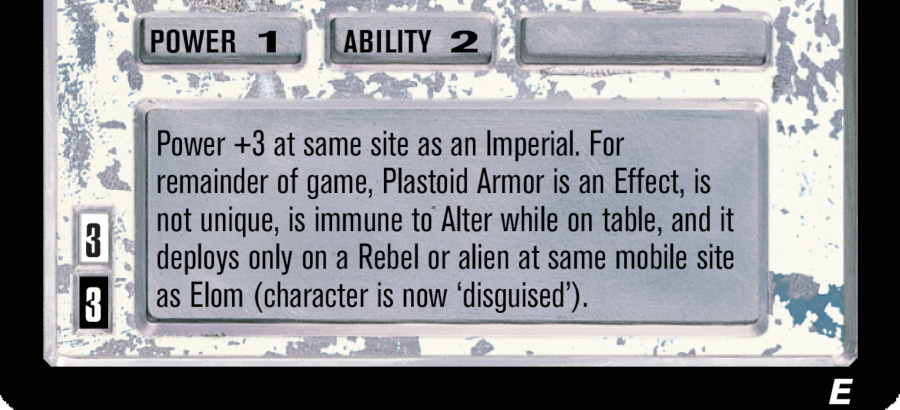 POWER 1 ABILITY 2
Power +3 at same site as an Imperial. For
remainder of game, Plastoid Armor is an Effect, is
not unique, is immune to Alter while on table, and it
deploys only on a Rebel or alien at same mobile site
as Elom (character is now ‘disguised’).
3
3
E